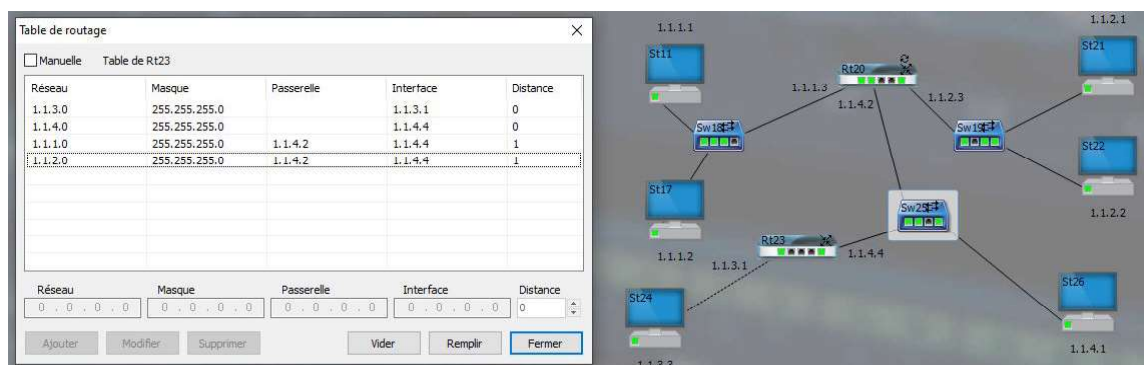 Table de routage
Manuelle Table de Rt23
Réseau Masque Passerelle Interface Distance
1.1.3.0 255.255.255.0 1.1.3.1 0
1.1.4.0 255.255.255.0 1.1.4.4 0
1.1.1.0 255.255.255.0 1.1.4.2 1.1.4.4 1
1.1.2.0 255.255.255.0 1.1.4.2 1.1.4.4 1
Réseau Masque Passerelle Interface Distance
0 . 0 . 0 . 0 0 . 0 . 0 . 0 0 . 0 . 0 . 0 0 . 0 . 0 . 0 0
Ajouter Modifier Supprimer Vider Remplir Fermer
1.1.1.1
St11
Rt20
1.1.2.1
St21
1.1.1.3
1.1.4.2
1.1.2.3
Sw18
Sw19
St22
1.1.2.2
St17
1.1.1.2
Sw25
Rt23
1.1.4.4
1.1.3.1
St24
St26
1.1.4.1